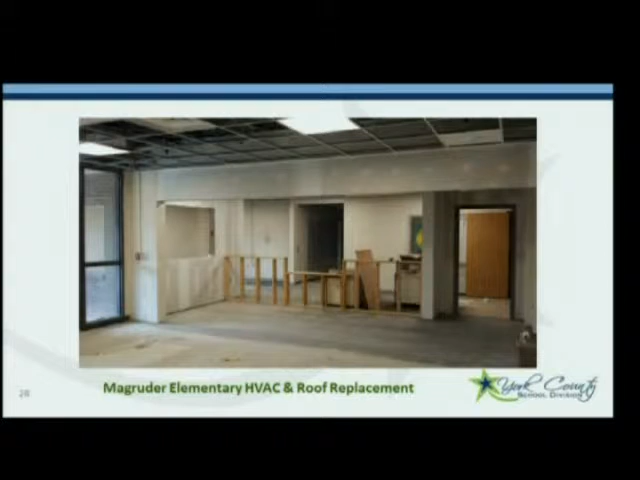 Magruder Elementary HVAC & Roof Replacement
28
York County
SCHOOL DIVISION